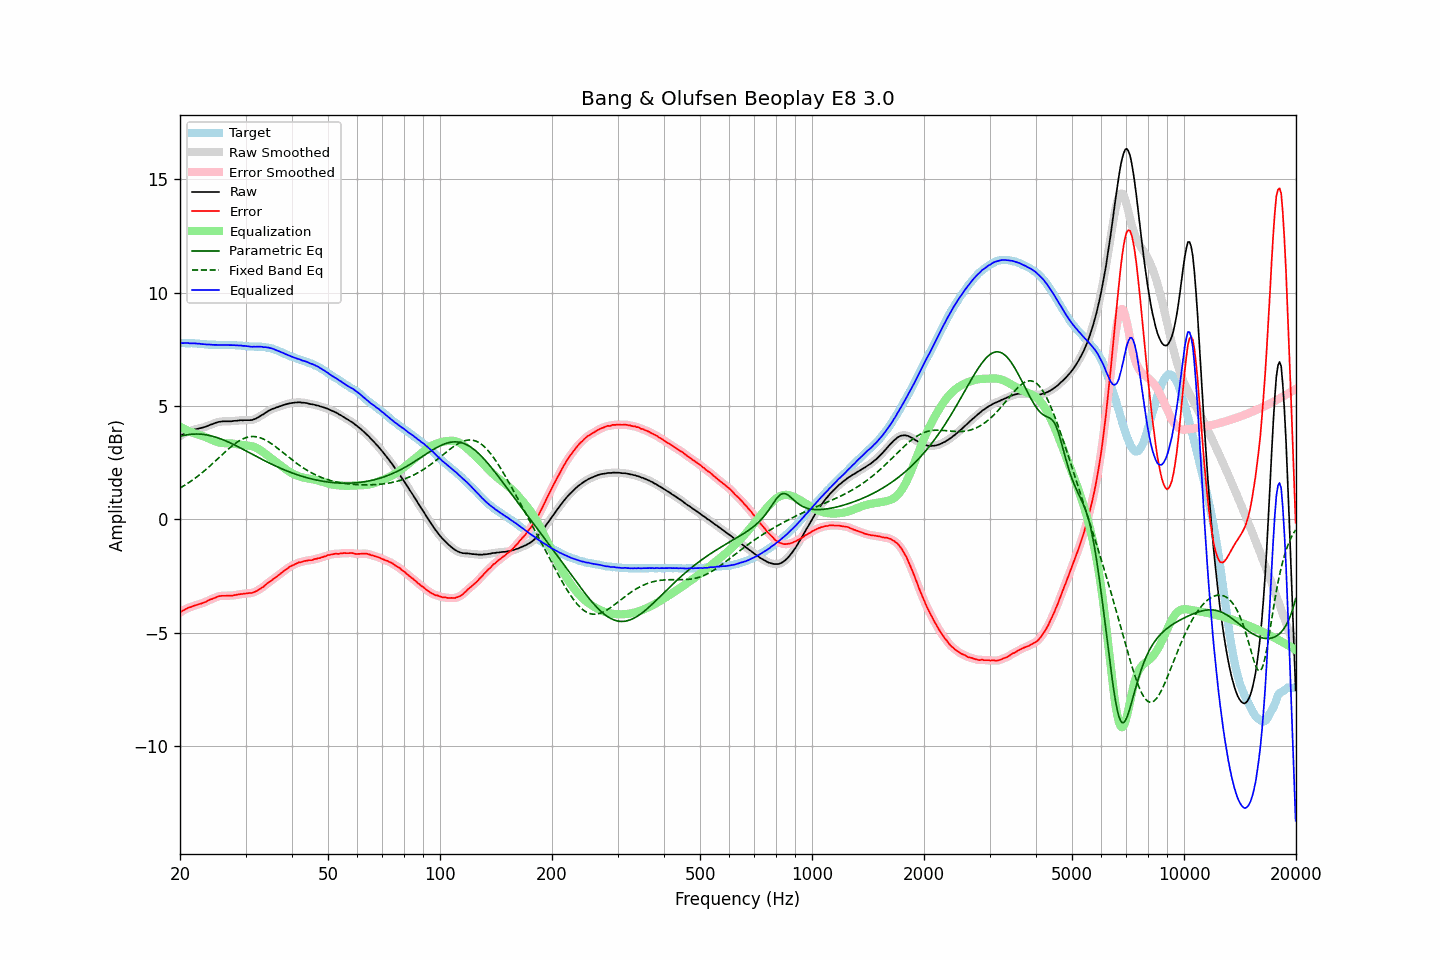 Bang & Olufsen Beoplay E8 3.0
Target
Raw Smoothed
Error Smoothed
Raw
Error
Equalization
Parametric Eq
Fixed Band Eq
Equalized
Amplitude (dBr)
15
10
5
0
−5
−10
20
50
100
200
500
1000
2000
5000
10000
20000
Frequency (Hz)